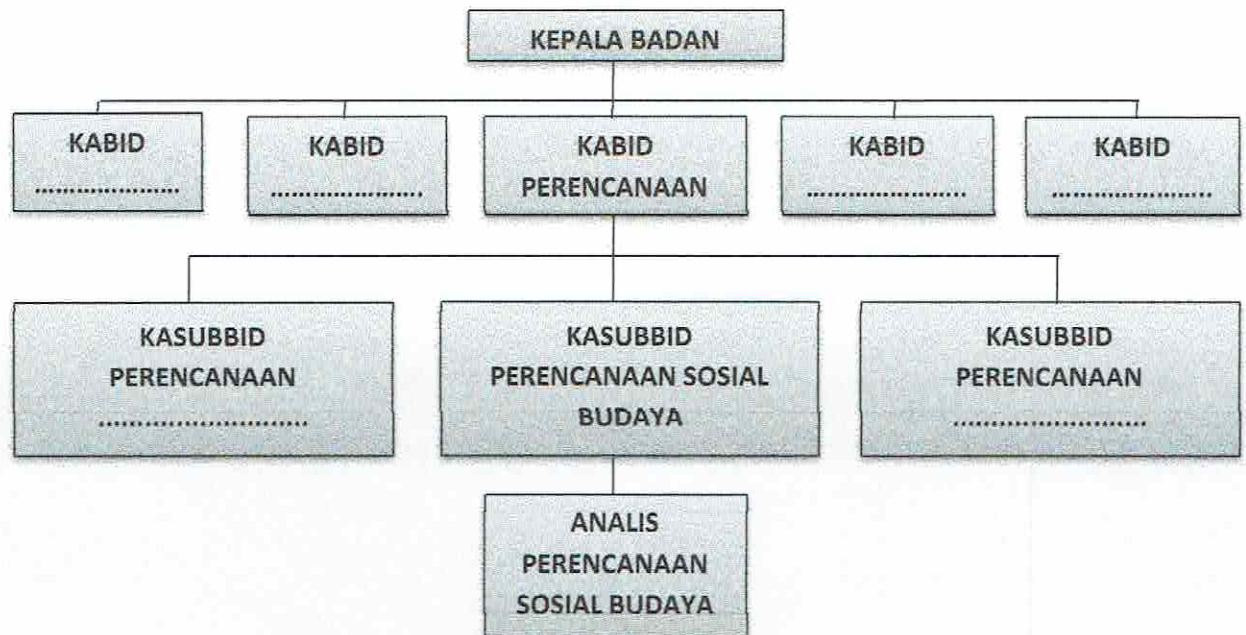 KEPALA BADAN
KABID
.....................
KABID
......................
KABID
PERENCANAAN
KABID
.......................
KABID
.......................
KASUBBID
PERENCANAAN
..............................
KASUBBID
PERENCANAAN SOSIAL
BUDAYA
KASUBBID
PERENCANAAN
............................
ANALIS
PERENCANAAN
SOSIAL BUDAYA